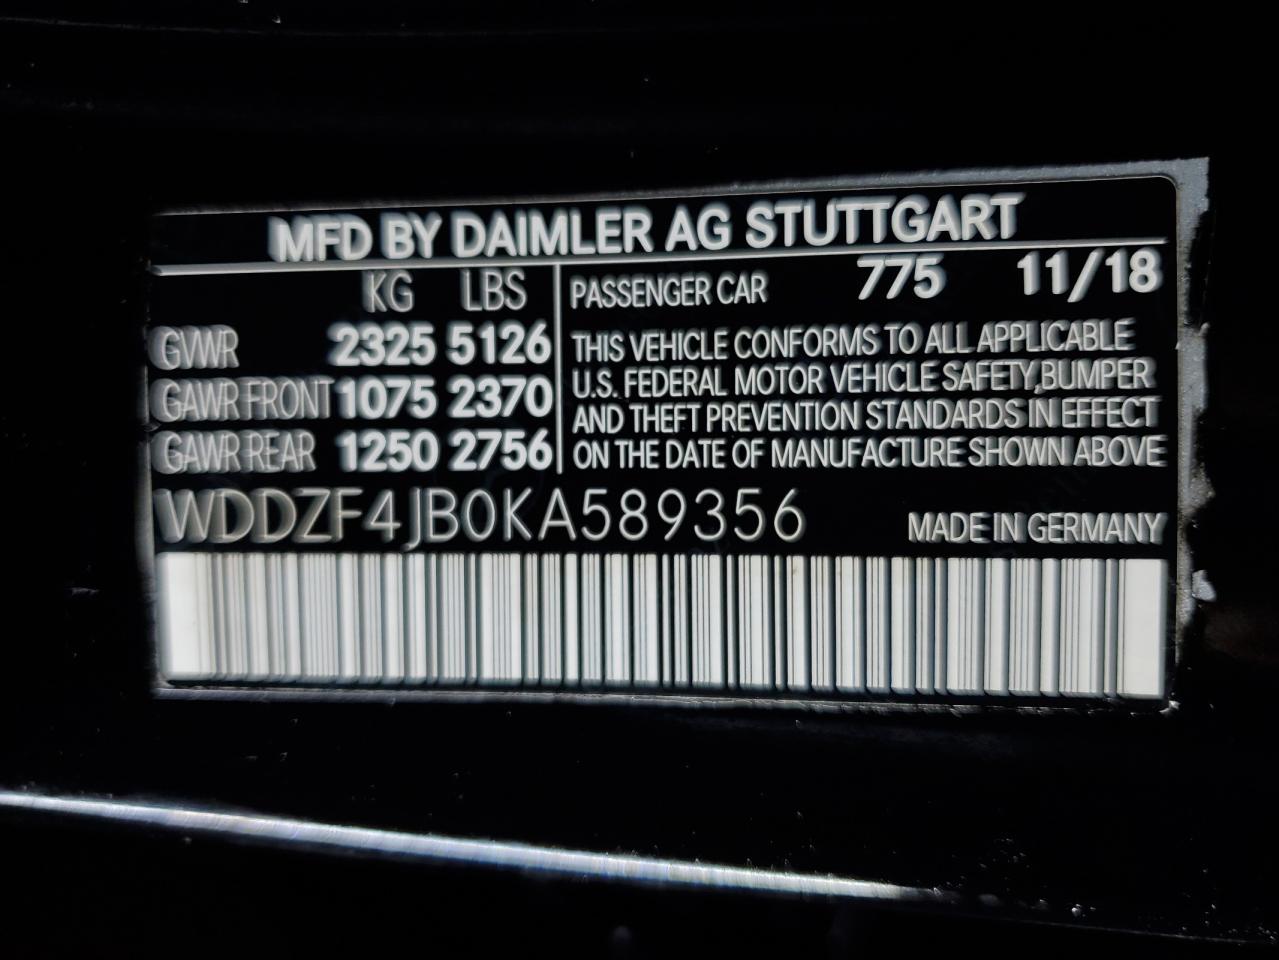 MFD BY DAIMLER AG STUTTGART
KG LBS
GVWR 2325 5126
GAWR FRONT 1075 2370
GAWR REAR 1250 2756
PASSENGER CAR 775 11/18
THIS VEHICLE CONFORMS TO ALL APPLICABLE
U.S. FEDERAL MOTOR VEHICLE SAFETY,BUMPER
AND THEFT PREVENTION STANDARDS IN EFFECT
ON THE DATE OF MANUFACTURE SHOWN ABOVE
WDDZF4JB0KA589356
MADE IN GERMANY